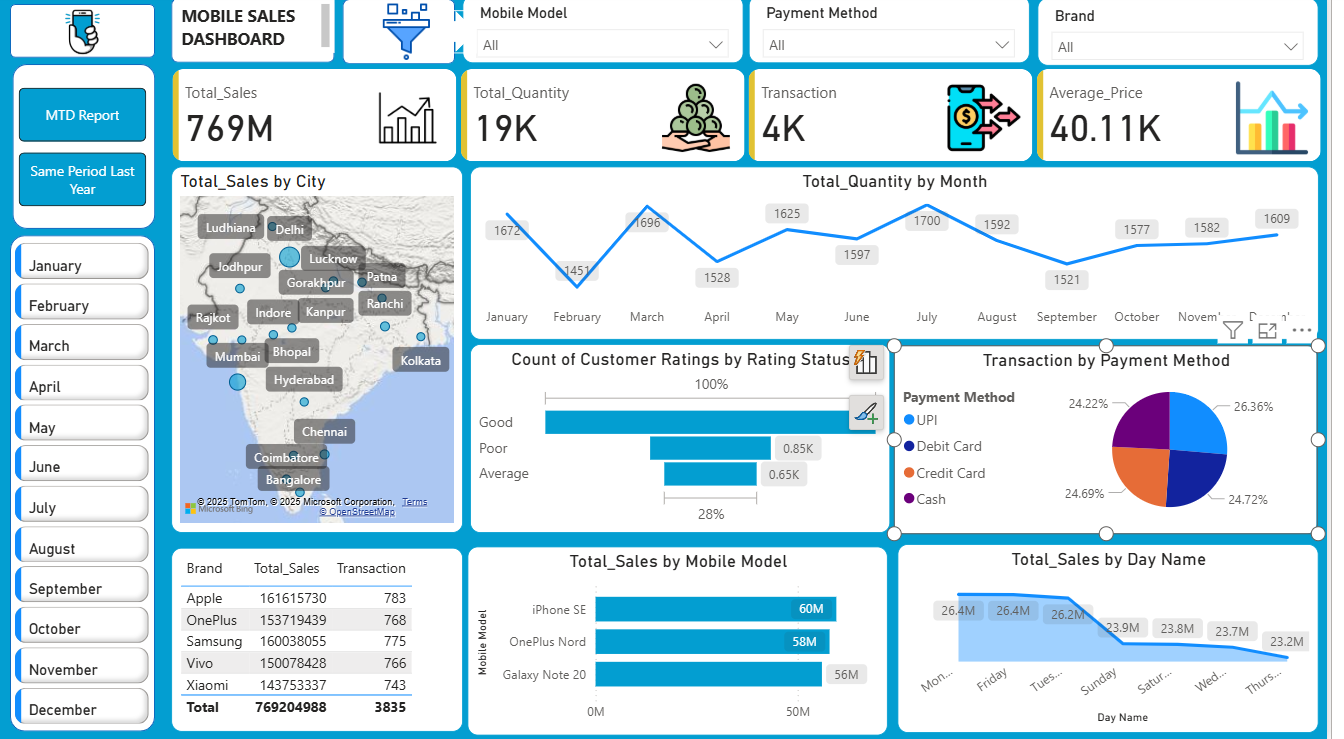 MOBILE SALES
DASHBOARD
Mobile Model
All
Payment Method
All
Brand
All
MTD Report
Same Period Last
Year
Total_Sales
769M
Total_Quantity
19K
Transaction
4K
Average_Price
40.11K
January
February
March
April
May
June
July
August
September
October
November
December
Total_Sales by City
Ludhiana
Delhi
Lucknow
Jodhpur
Gorakhpur
Patna
Ranchi
Rajkot
Indore
Kanpur
Mumbai
Bhopal
Kolkata
Hyderabad
Chennai
Coimbatore
Bangalore
© 2025 TomTom, © 2025 Microsoft Corporation, Terms
Microsoft Bing
© OpenStreetMap
Total_Quantity by Month
1672
1451
1696
1528
1625
1597
1700
1592
1521
1577
1582
1609
January February March April May June July August September October
Count of Customer Ratings by Rating Status
100%
Good
Poor
0.85K
Average
0.65K
28%
Transaction by Payment Method
Payment Method
UPI
Debit Card
Credit Card
Cash
24.22%
26.36%
24.69%
24.72%
Brand Total_Sales Transaction
Apple 161615730 783
OnePlus 153719439 768
Samsung 160038055 775
Vivo 150078428 766
Xiaomi 143753337 743
Total 769204988 3835
Total_Sales by Mobile Model
Mobile Model
iPhone SE 60M
OnePlus Nord 58M
Galaxy Note 20 56M
0M 50M
Total_Sales by Day Name
26.4M 26.4M 26.2M 23.9M 23.8M 23.7M 23.2M
Mon... Friday Tues... Sunday Satur... Wed... Thurs...
Day Name